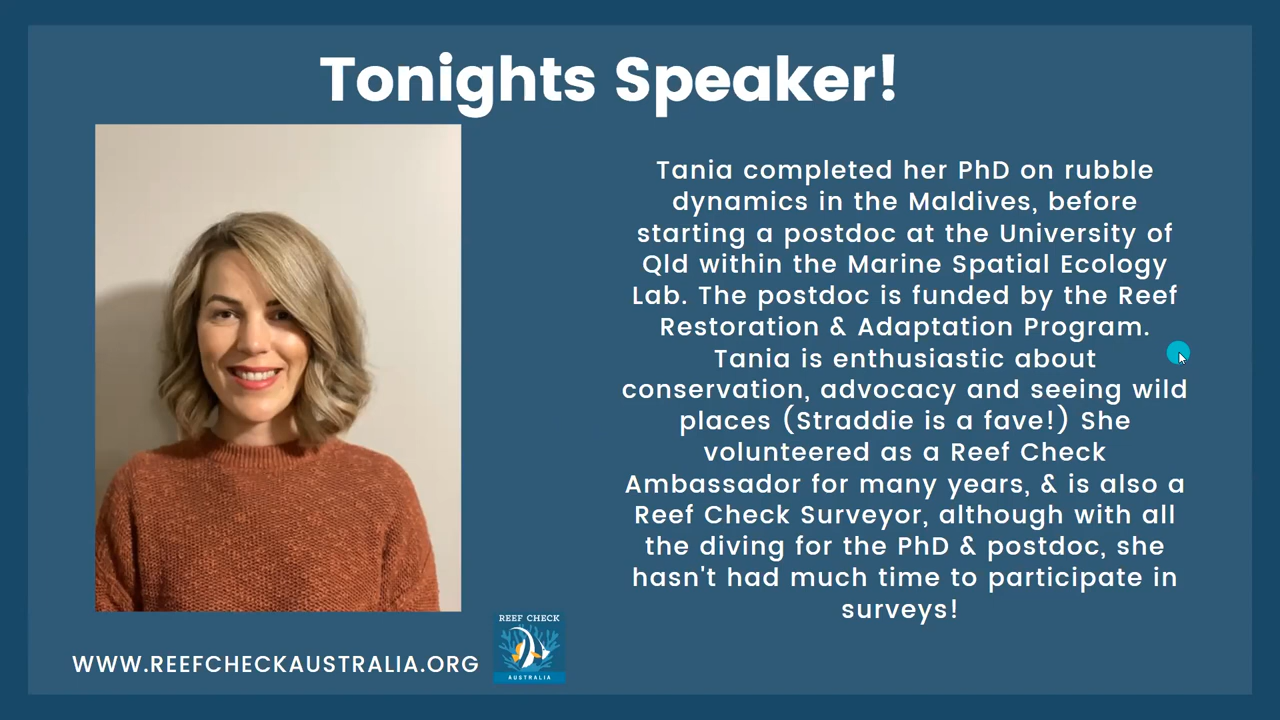 Tonights Speaker!
Tania completed her PhD on rubble
dynamics in the Maldives, before
starting a postdoc at the University of
Qld within the Marine Spatial Ecology
Lab. The postdoc is funded by the Reef
Restoration & Adaptation Program.
Tania is enthusiastic about
conservation, advocacy and seeing wild
places (Straddie is a fave!) She
volunteered as a Reef Check
Ambassador for many years, & is also a
Reef Check Surveyor, although with all
the diving for the PhD & postdoc, she
hasn't had much time to participate in
surveys!
WWW.REEFCHECKAUSTRALIA.ORG
REEF CHECK
AUSTRALIA